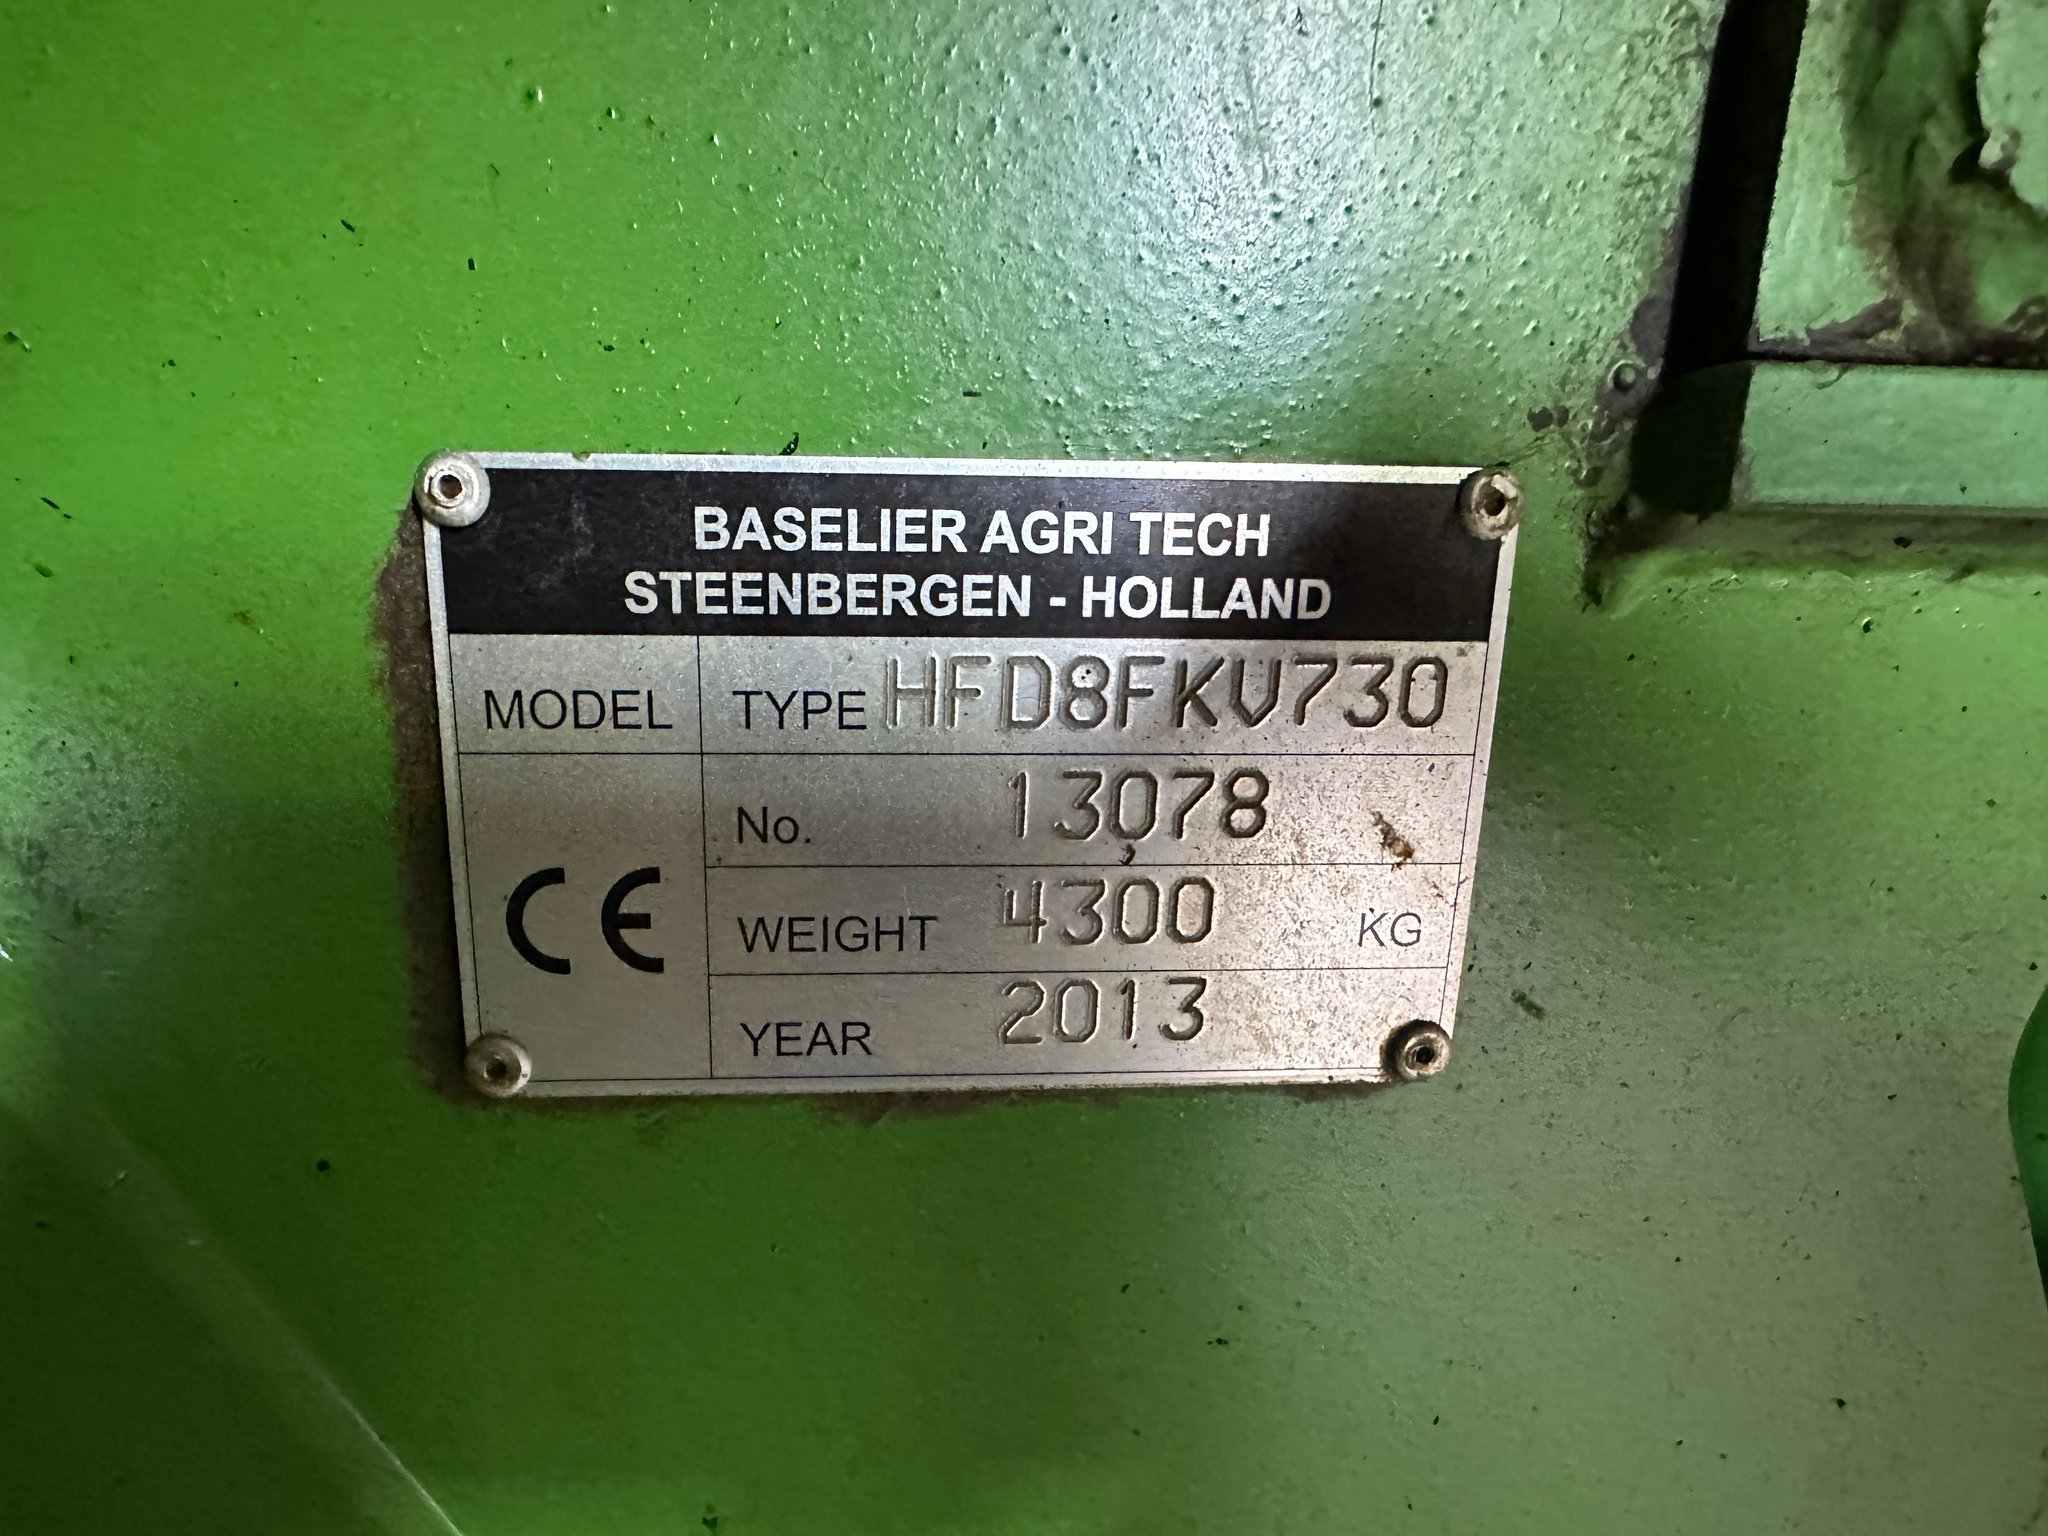 BASELIER AGRI TECH
STEENBERGEN - HOLLAND
MODEL TYPE HFD8FKV730
No. 13078
WEIGHT 4300 KG
CE
YEAR 2013